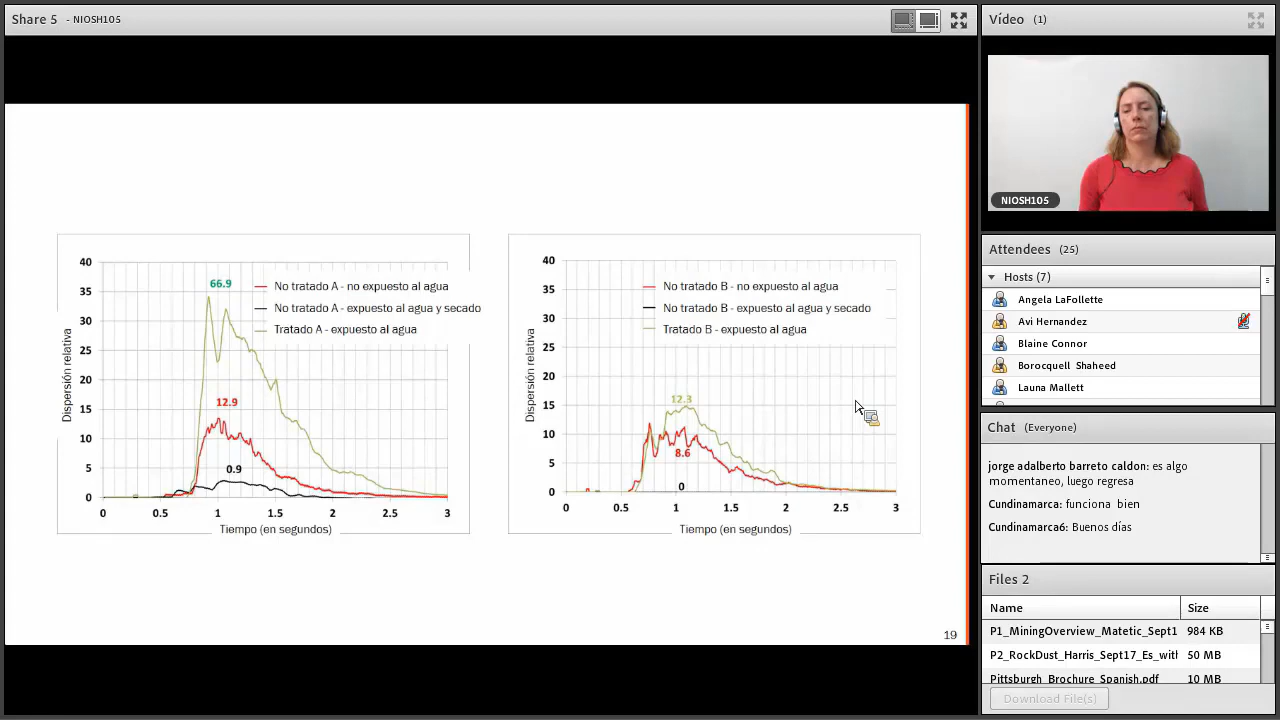 Share 5 - NIOSH105
40
35
30
25
20
15
10
5
0
Dispersión relativa
66.9
12.9
0.9
No tratado A - no expuesto al agua
No tratado A - expuesto al agua y secado
Tratado A - expuesto al agua
0 0.5 1 1.5 2 2.5 3
Tiempo (en segundos)
40
35
30
25
20
15
10
5
0
Dispersión relativa
No tratado B - no expuesto al agua
No tratado B - expuesto al agua y secado
Tratado B - expuesto al agua
12.3
8.6
0
0 0.5 1 1.5 2 2.5 3
Tiempo (en segundos)
19
Vídeo (1)
NIOSH105
Attendees (25)
Hosts (7)
Angela LaFollette
Avi Hernandez
Blaine Connor
Borocquell Shaheed
Launa Mallett
Chat (Everyone)
jorge adalberto barreto caldon: es algo
momentaneo, luego regresa
Cundinamarca: funciona bien
Cundinamarca6: Buenos días
Files 2
Name Size
P1_MiningOverview_Matetic_Sept1 984 KB
P2_RockDust_Harris_Sept17_Es_with 50 MB
Pittsburgh_Brochure_Spanish.pdf 10 MB
Download File(s)